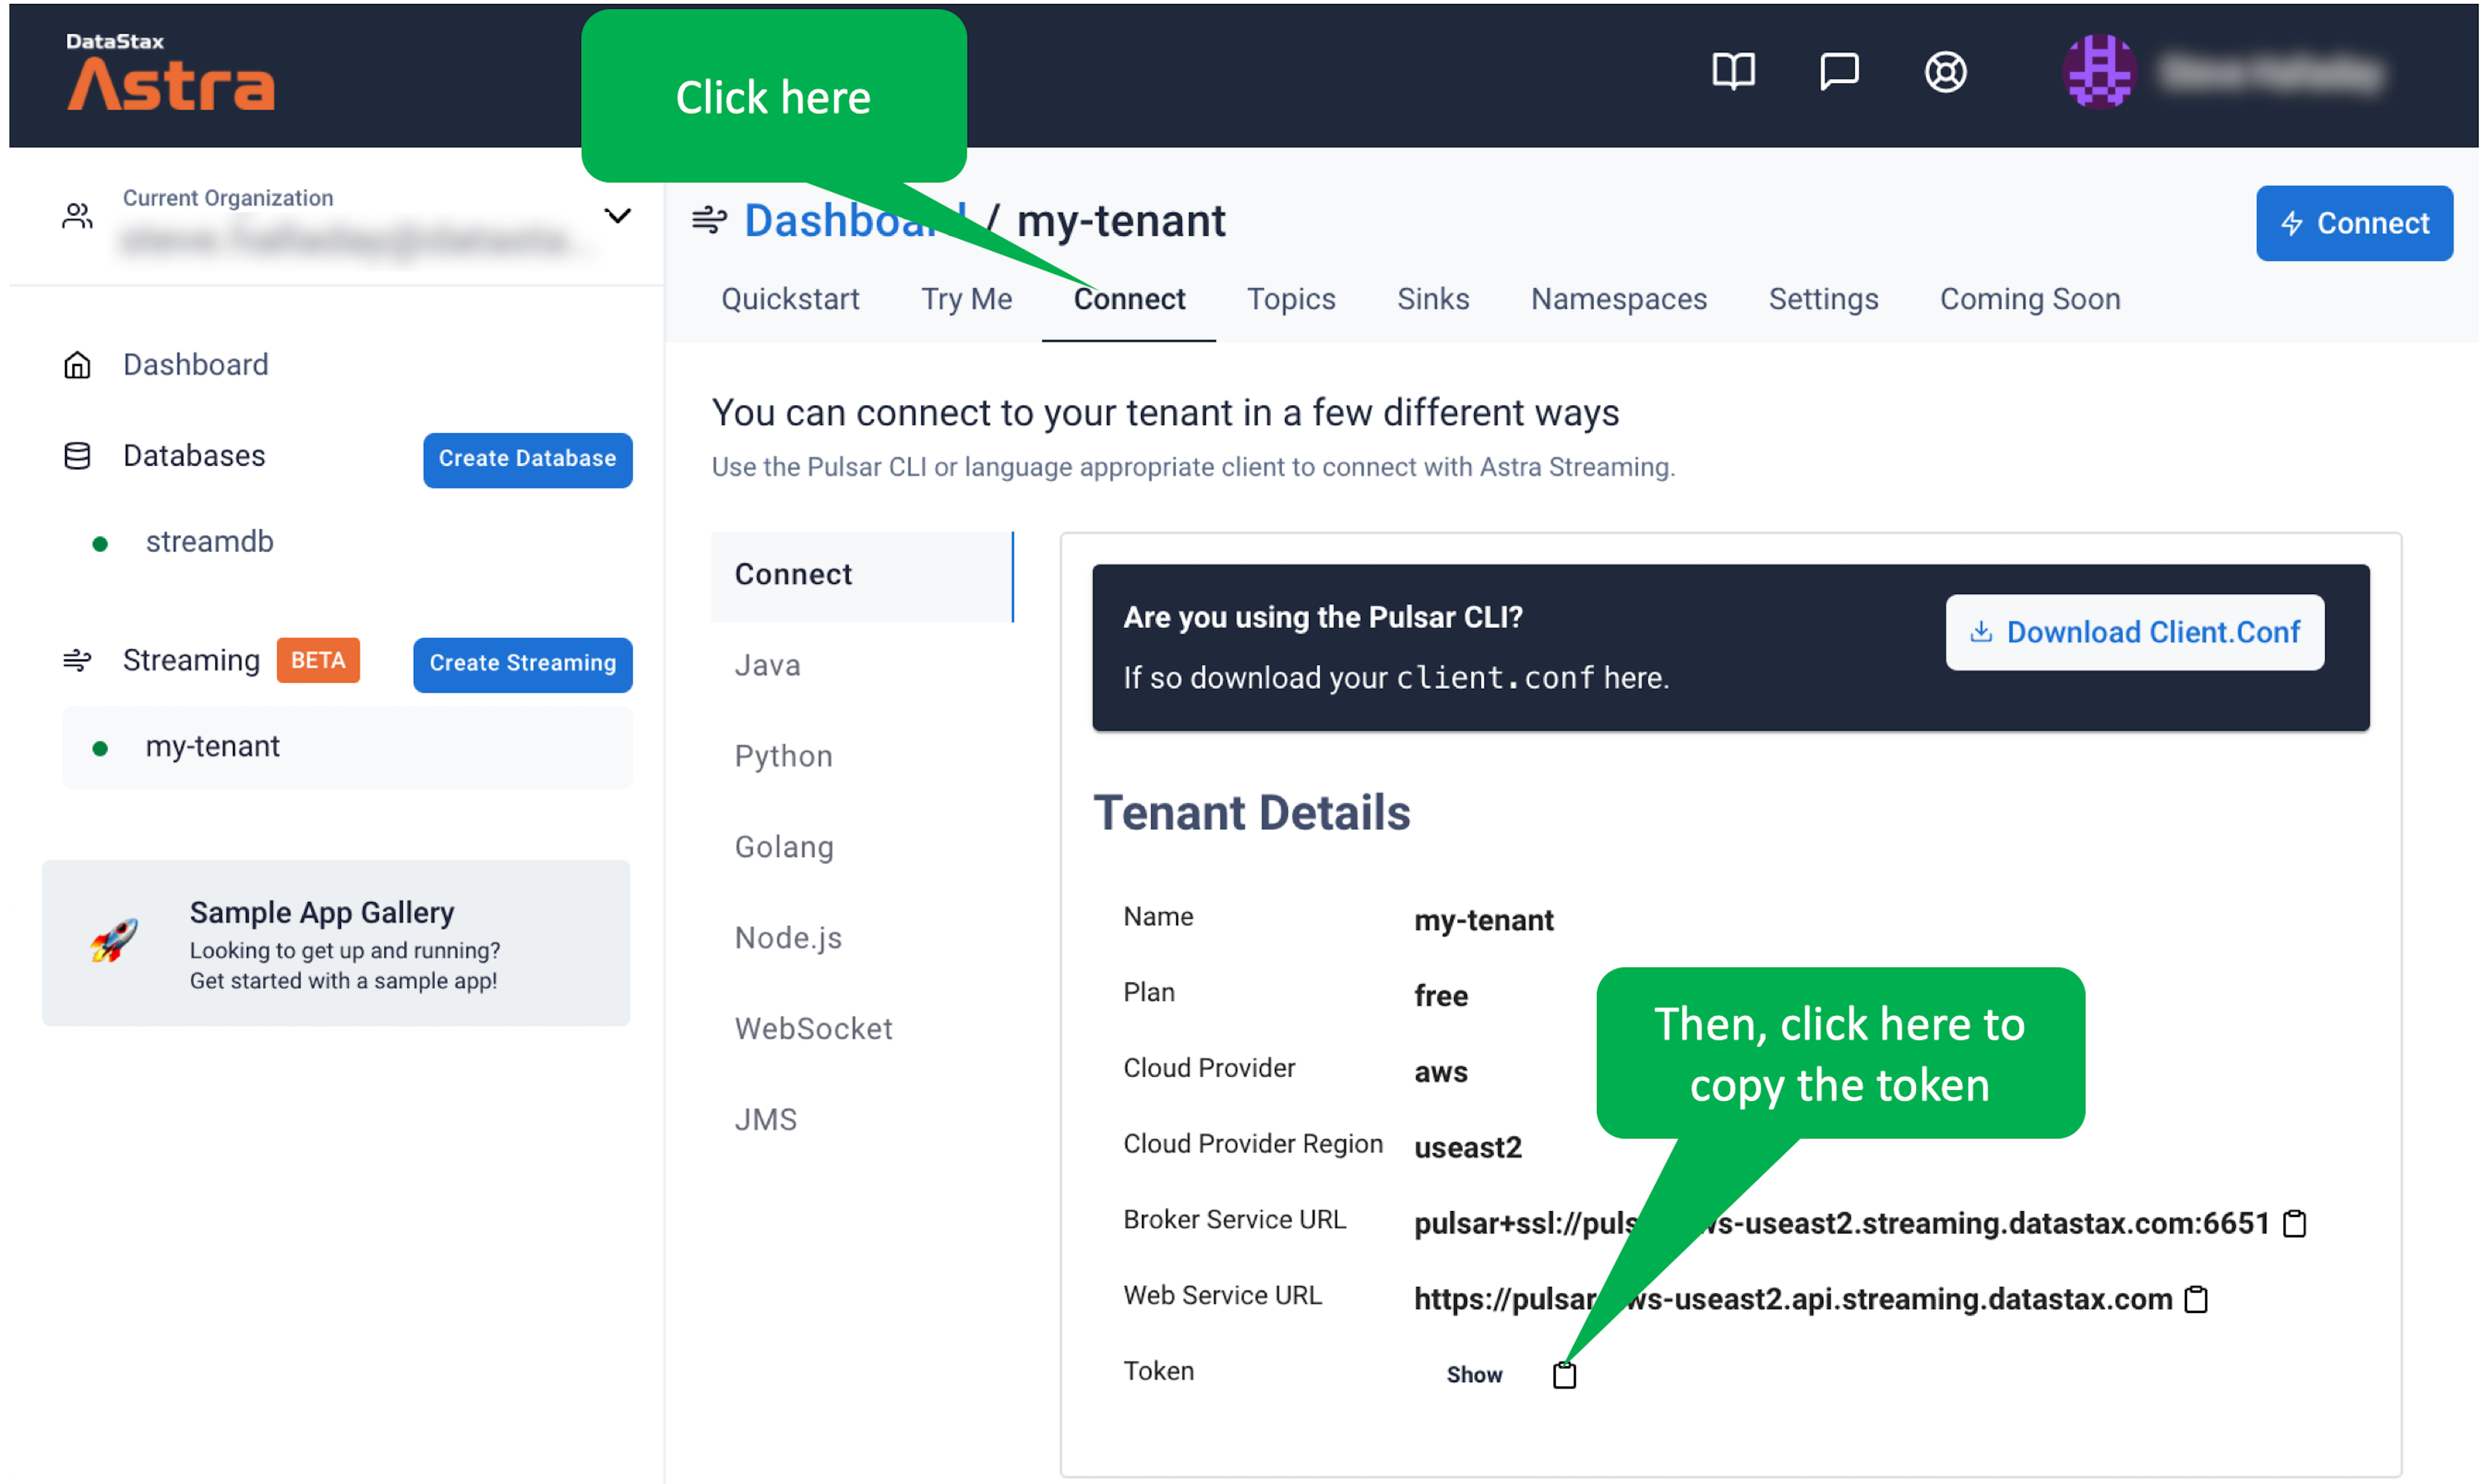 DataStax
Astra
Click here
Current Organization
Dashboard / my-tenant
Connect
Quickstart Try Me Connect Topics Sinks Namespaces Settings Coming Soon
Dashboard
Databases Create Database
streamdb
Streaming BETA Create Streaming
my-tenant
Sample App Gallery
Looking to get up and running?
Get started with a sample app!
You can connect to your tenant in a few different ways
Use the Pulsar CLI or language appropriate client to connect with Astra Streaming.
Connect
Java
Python
Golang
Node.js
WebSocket
JMS
Are you using the Pulsar CLI?
If so download your client.conf here.
Download Client.Conf
Tenant Details
Name my-tenant
Plan free
Cloud Provider aws
Cloud Provider Region useast2
Then, click here to
copy the token
Broker Service URL pulsar+ssl://puls s-useast2.streaming.datastax.com:6651
Web Service URL https://pulsar ws-useast2.api.streaming.datastax.com
Token Show